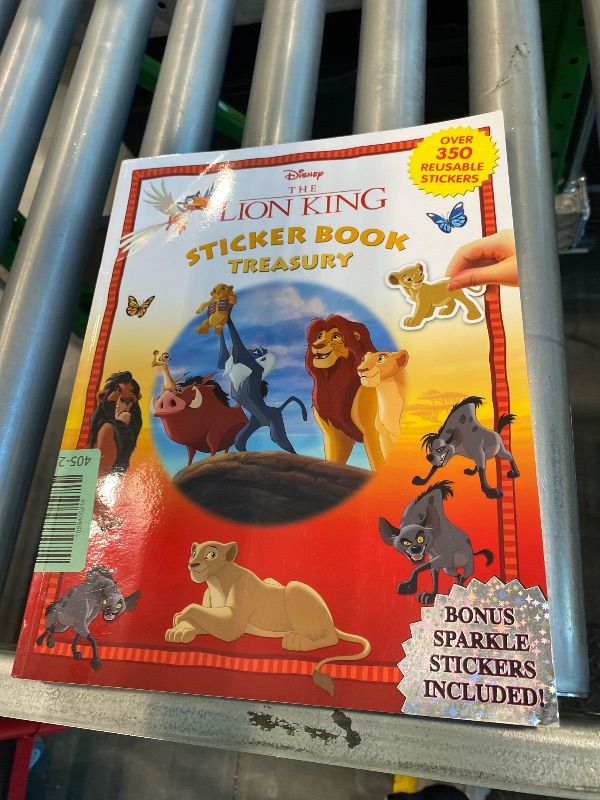 OVER
350
REUSABLE
STICKERS
Disney
THE
LION KING
STICKER BOOK
TREASURY
405-2
BONUS
SPARKLE
STICKERS
INCLUDED!